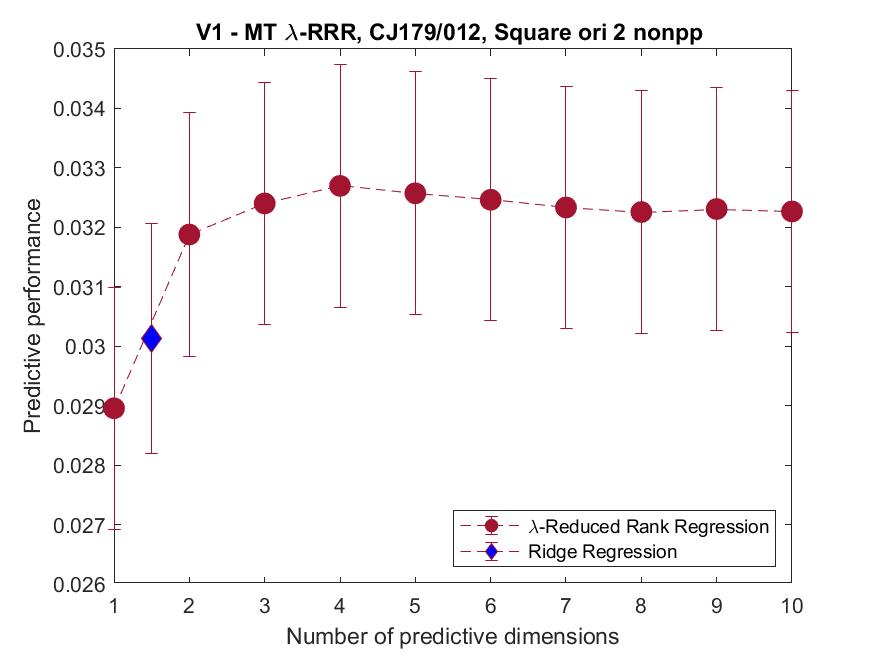 V1 - MT λ-RRR, CJ179/012, Square ori 2 nonpp
0.035
0.034
0.033
0.032
0.031
0.03
0.029
0.028
0.027
0.026
Predictive performance
λ-Reduced Rank Regression
Ridge Regression
1 2 3 4 5 6 7 8 9 10
Number of predictive dimensions